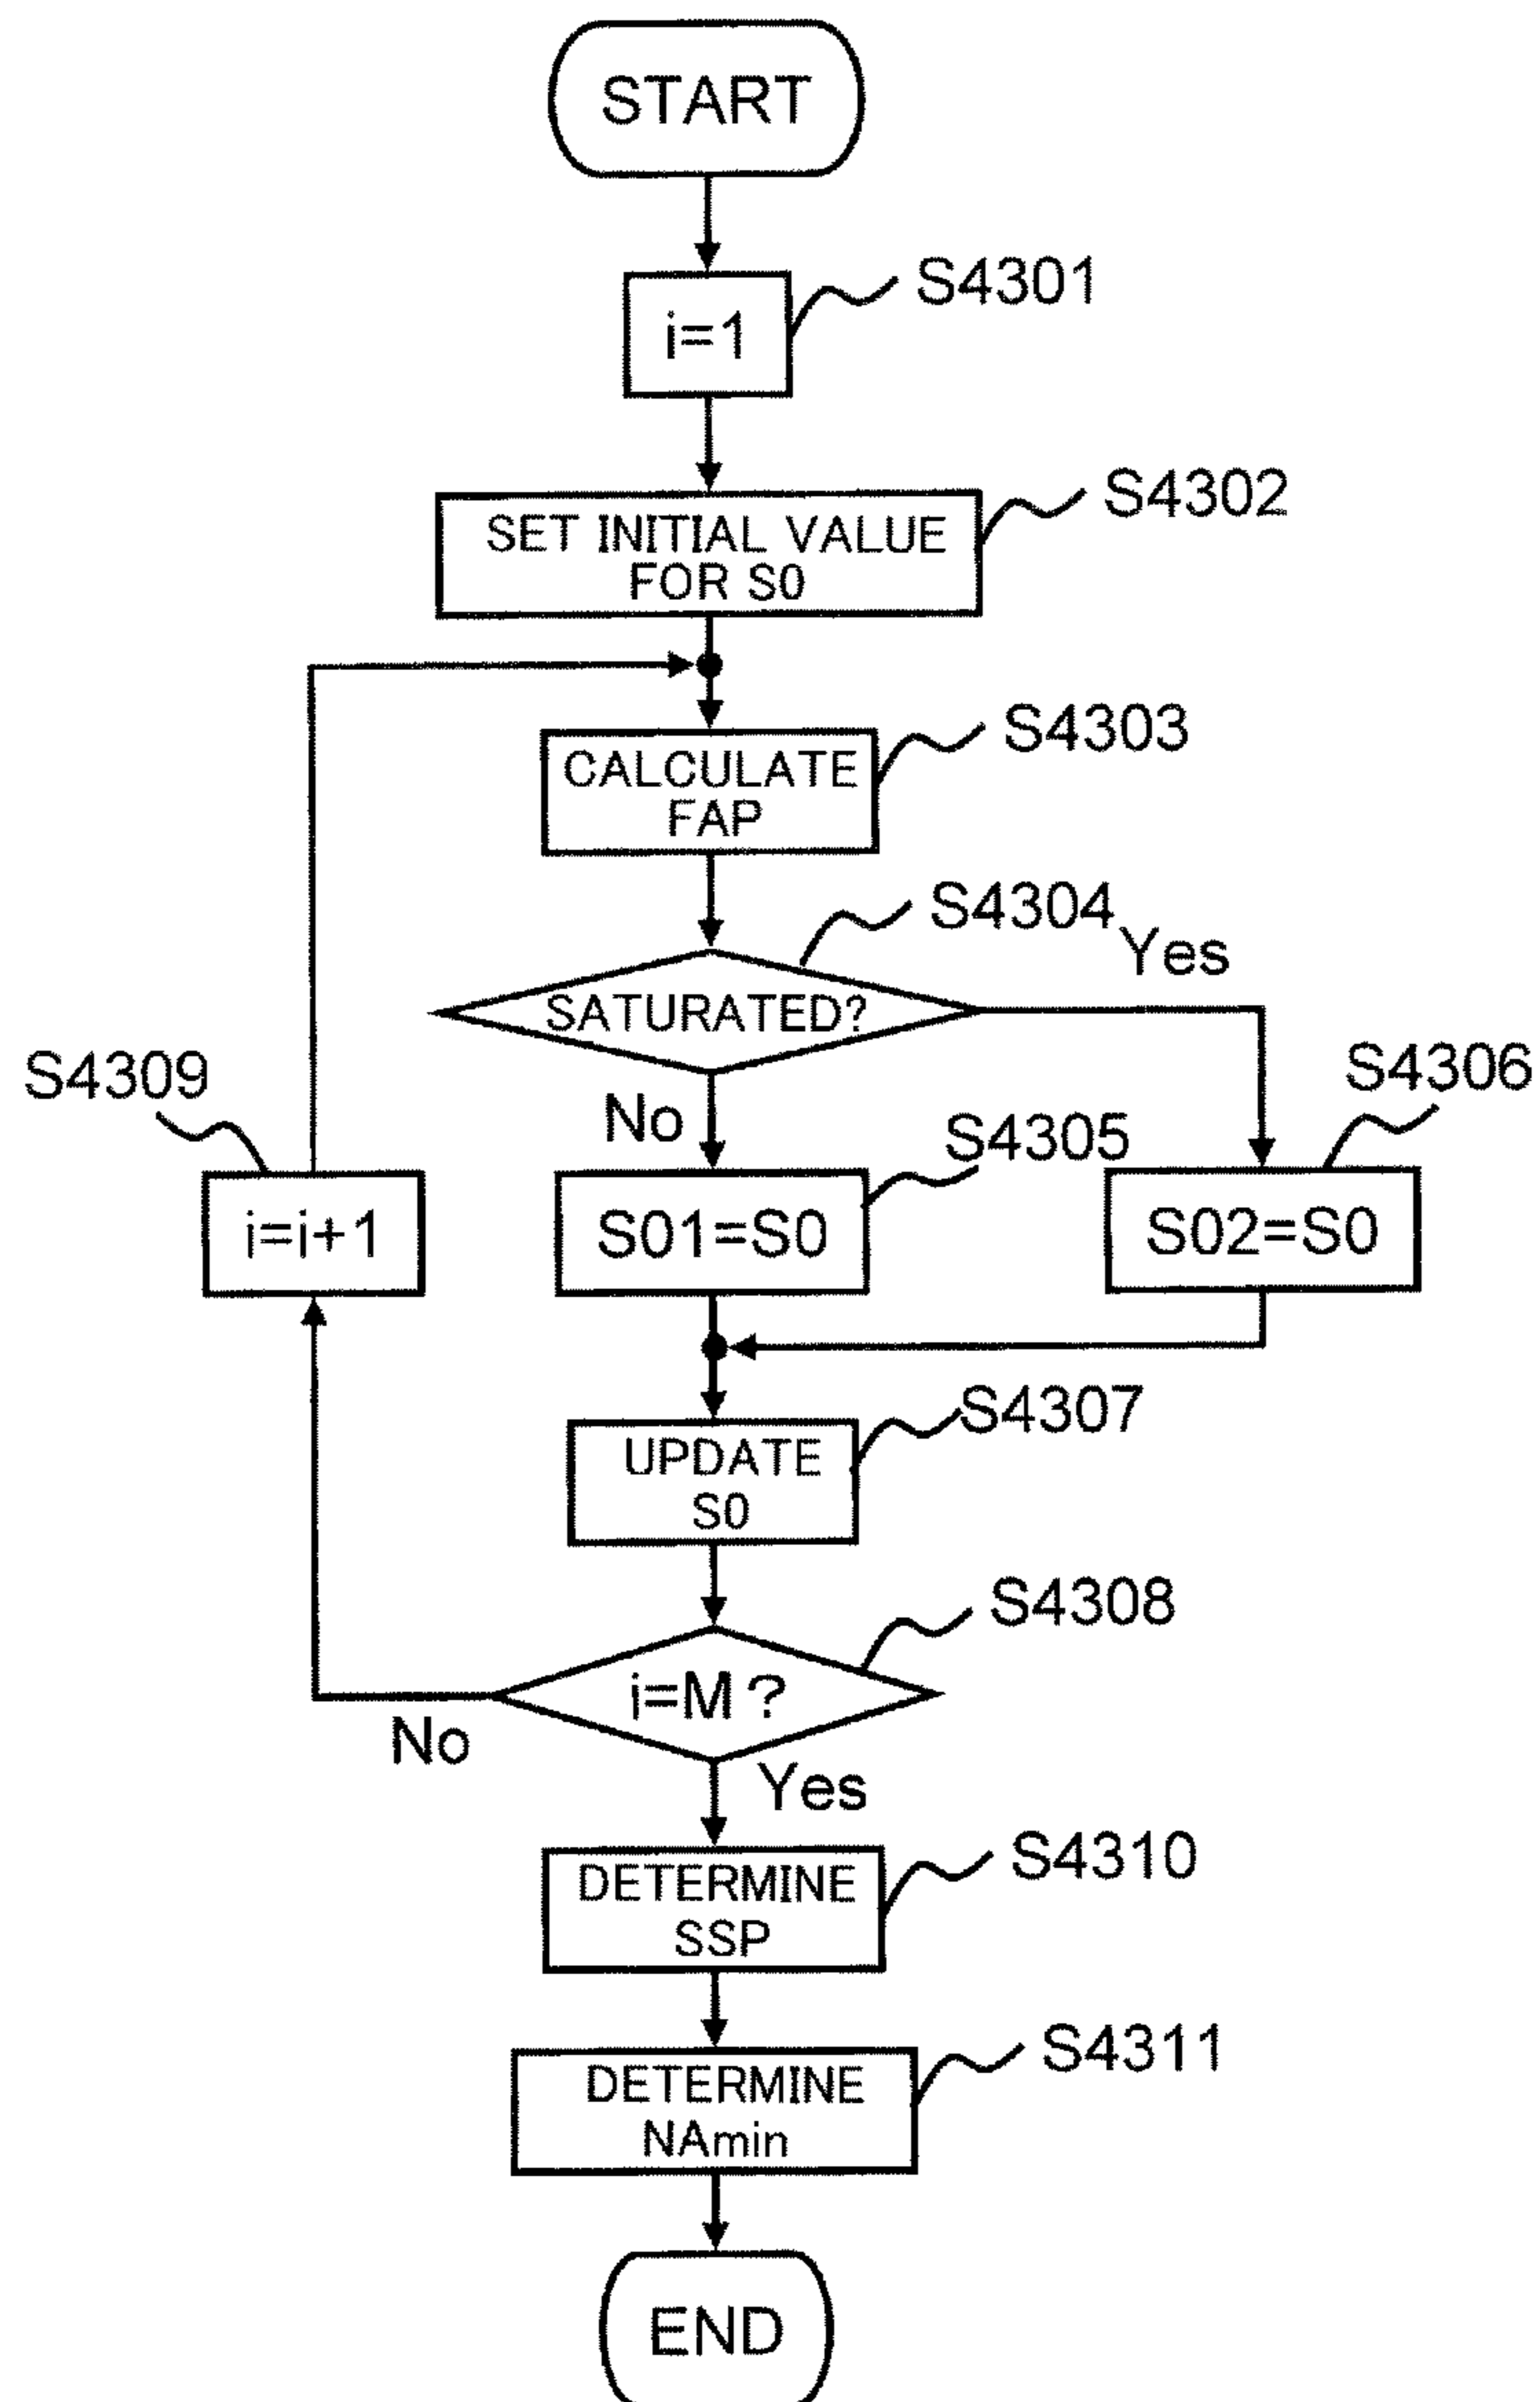 START
S4301
i=1
S4302
SET INITIAL VALUE
FOR S0
S4303
CALCULATE
FAP
S4304
Yes
SATURATED?
S4309
S4306
No
S4305
i=i+1
S01=S0
S02=S0
S4307
UPDATE
S0
S4308
i=M ?
No
Yes
S4310
DETERMINE
SSP
S4311
DETERMINE
NAmin
END